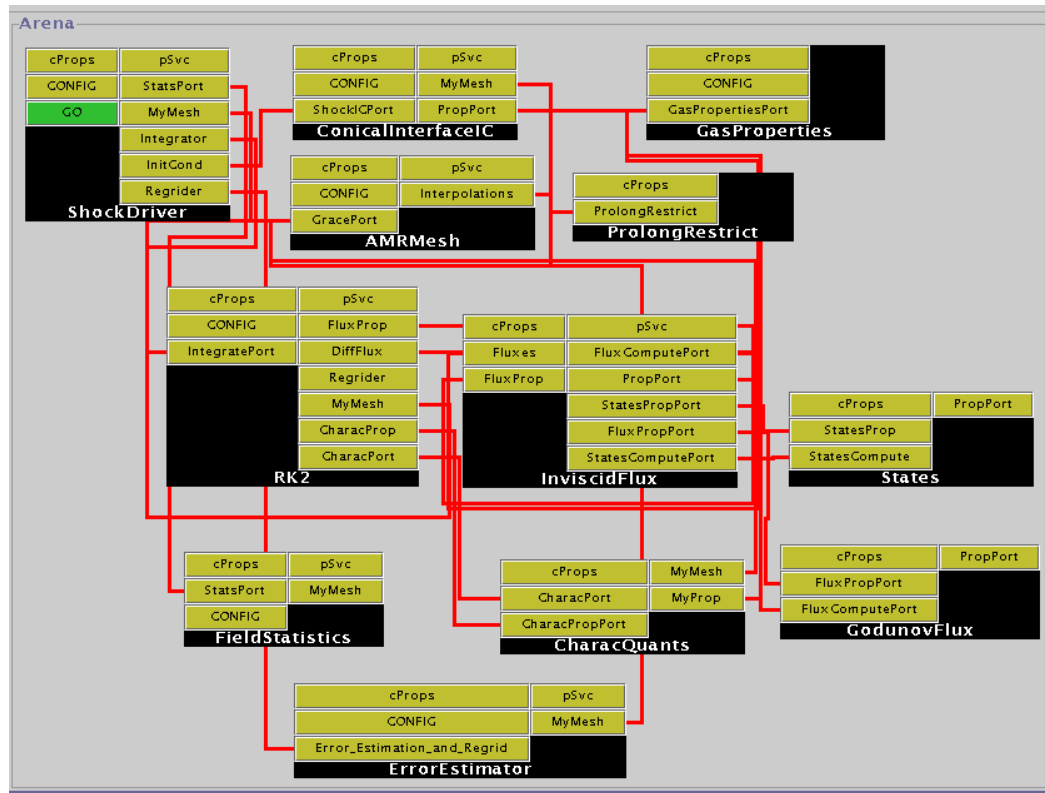 Arena
cProps pSvc
CONFIG StatsPort
GO MyMesh
Integrator
InitCond
Regrider
ShockDriver
cProps pSvc
CONFIG MyMesh
ShockICPort PropPort
ConicalInterfaceIC
cProps
CONFIG
GasPropertiesPort
GasProperties
cProps pSvc
CONFIG Interpolations
GracePort
AMRMesh
cProps
ProlongRestrict
ProlongRestrict
cProps pSvc
CONFIG FluxProp
IntegratePort DiffFlux
Regrider
MyMesh
CharacProp
CharacPort
RK2
cProps pSvc
Fluxes FluxComputePort
FluxProp PropPort
StatesPropPort
FluxPropPort
StatesComputePort
InviscidFlux
cProps PropPort
StatesProp
StatesCompute
States
cProps pSvc
StatsPort MyMesh
CONFIG
FieldStatistics
cProps MyMesh
CharacPort MyProp
CharacPropPort
CharacQuants
cProps PropPort
FluxPropPort
FluxComputePort
GodunovFlux
cProps pSvc
CONFIG MyMesh
Error_Estimation_and_Regrid
ErrorEstimator